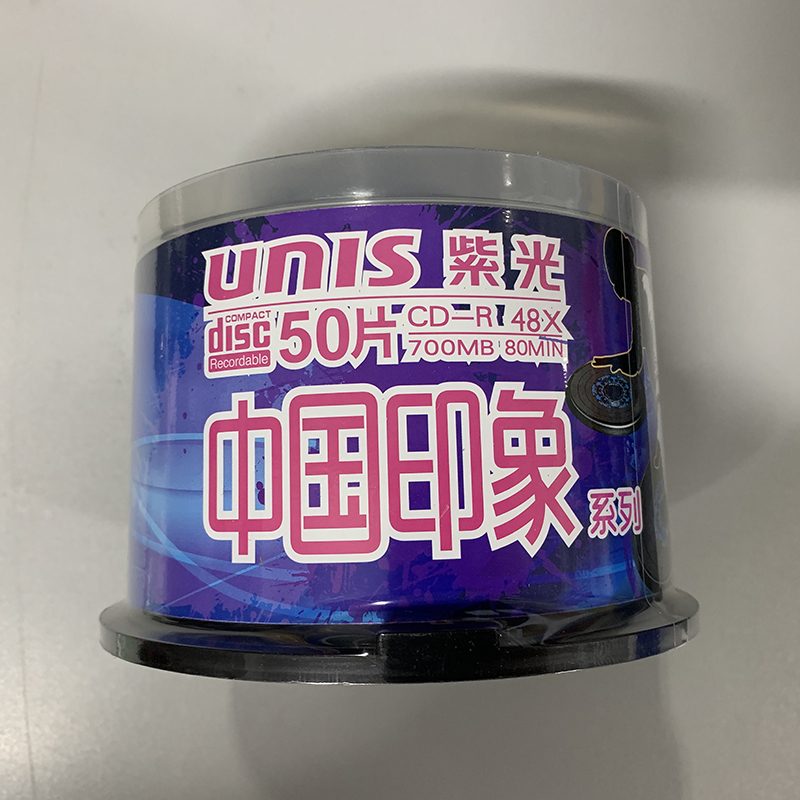 unis 紫光
COMPACT disc Recordable 50片 CD-R 48X
700MB 80MIN
中国印象 系列